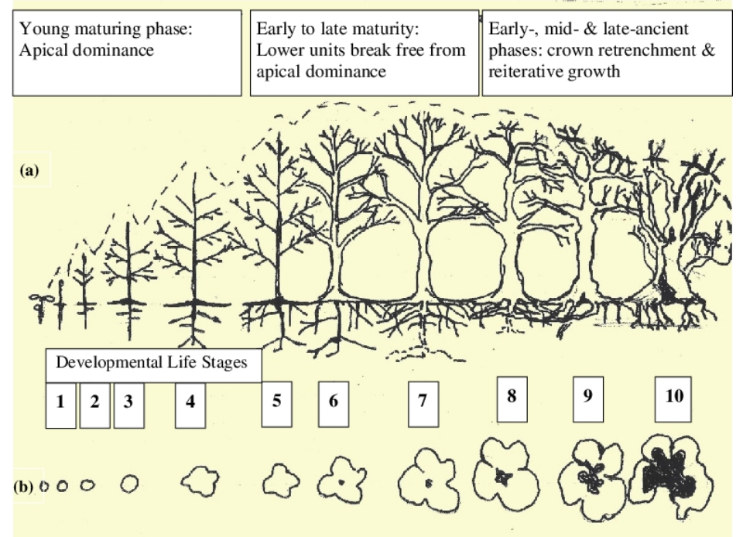 Young maturing phase:
Apical dominance
Early to late maturity:
Lower units break free from
apical dominance
Early-, mid- & late-ancient
phases: crown retrenchment &
reiterative growth
(a)
Developmental Life Stages
1 2 3 4 5 6 7 8 9 10
(b)